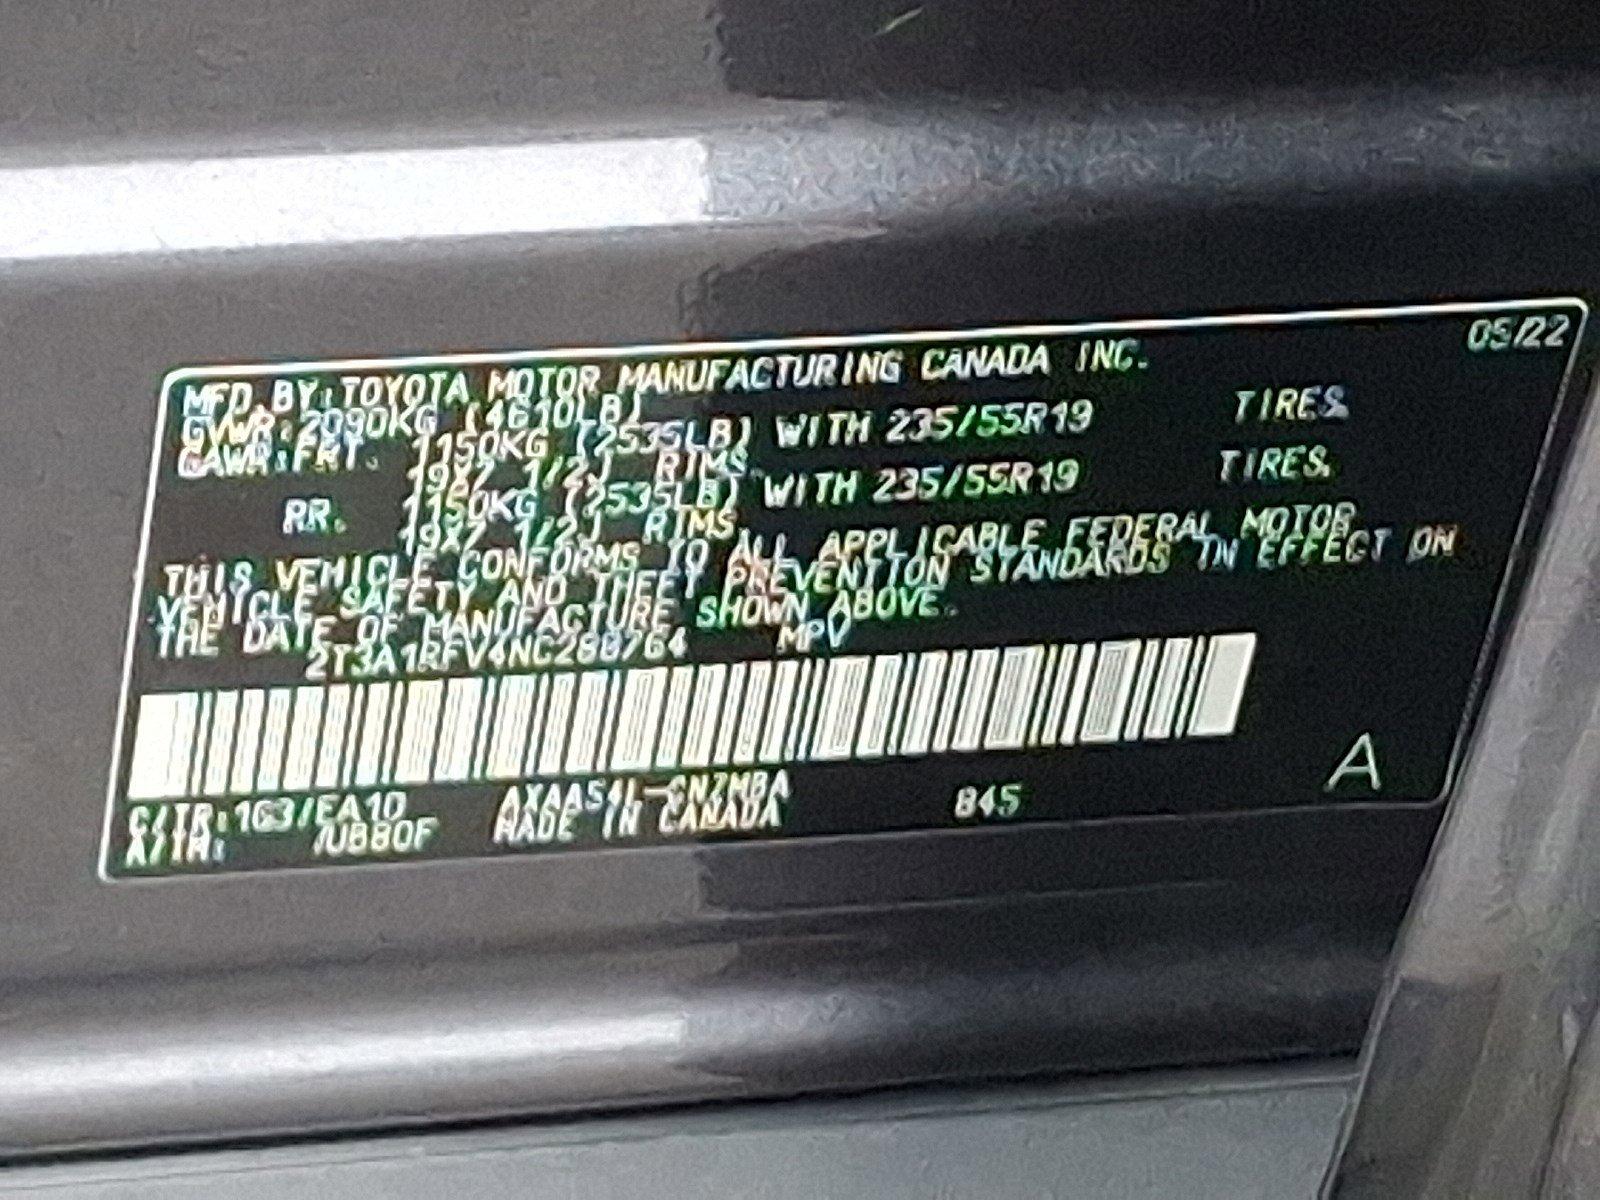 05/22
MFD BY: TOYOTA MOTOR MANUFACTURING CANADA INC.
GVWR: 2090KG (4610LB)
GAWR: FRT. 1150KG (2535LB) WITH 235/55R19 TIRES,
19X7 1/2J RIMS
RR. 1150KG (2535LB) WITH 235/55R19 TIRES,
19X7 1/2J RIMS
THIS VEHICLE CONFORMS TO ALL APPLICABLE FEDERAL MOTOR
VEHICLE SAFETY AND THEFT PREVENTION STANDARDS IN EFFECT ON
THE DATE OF MANUFACTURE SHOWN ABOVE.
2T3A1RFV4NC288764 MPV
C/TR: 1G3/EA10 845
A/TR: /UB80F MADE IN CANADA
A